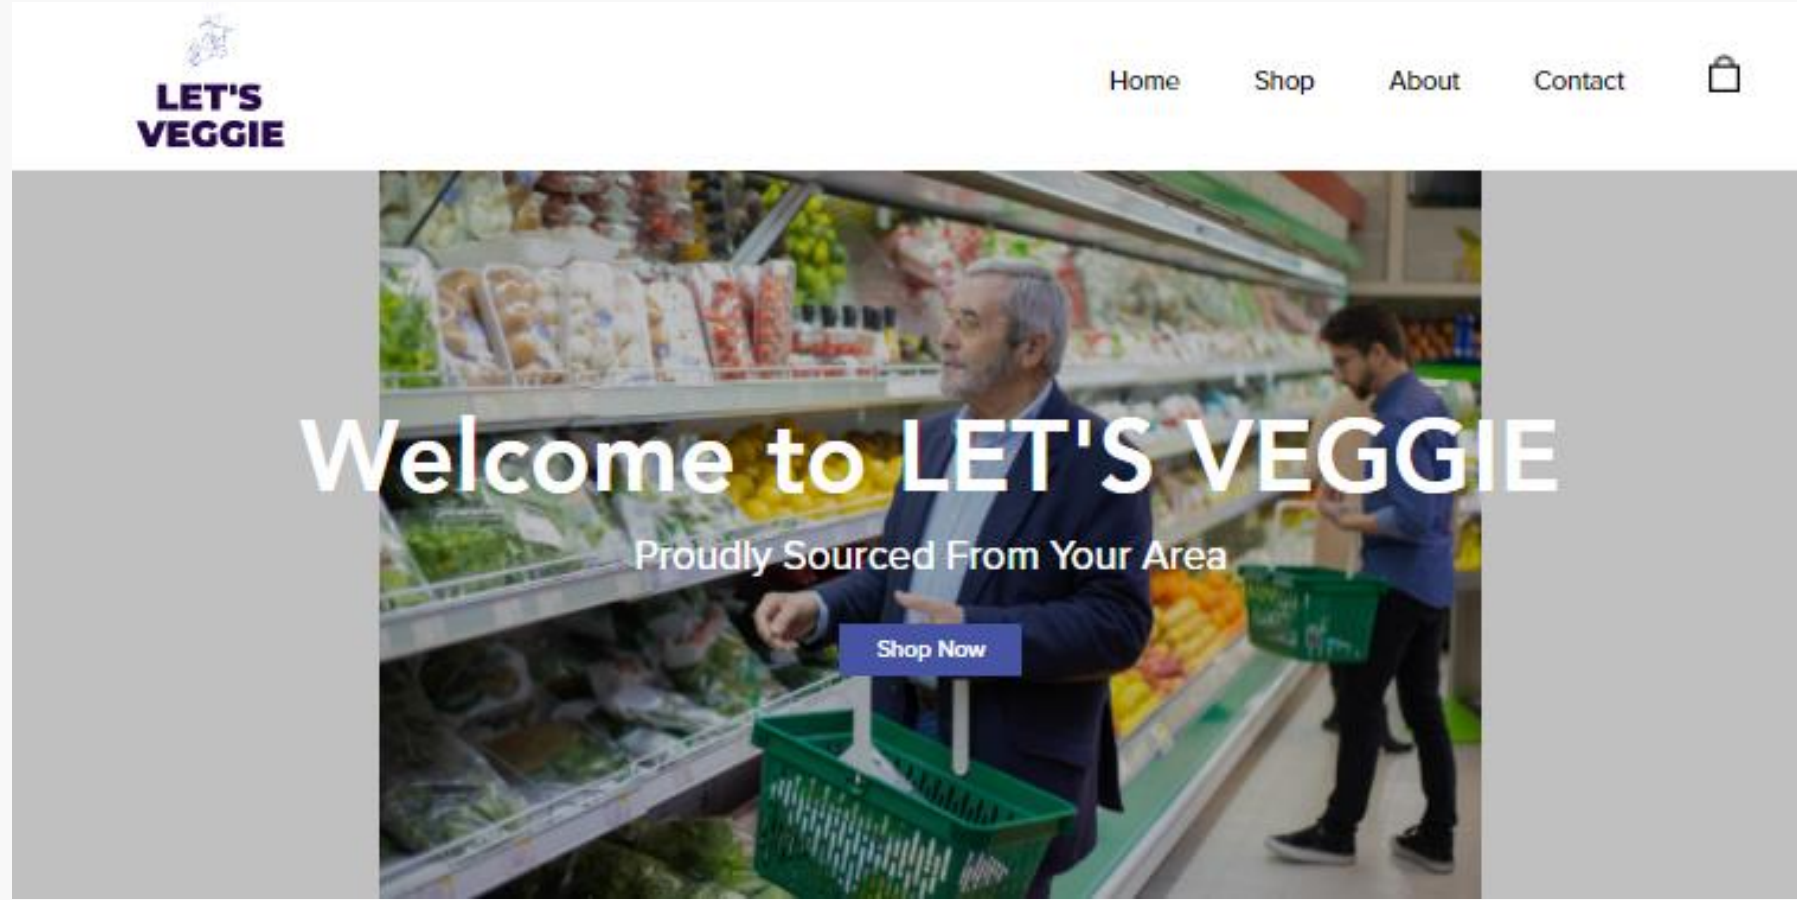 LET'S
VEGGIE
Home Shop About Contact
Welcome to LET'S VEGGIE
Proudly Sourced From Your Area
Shop Now